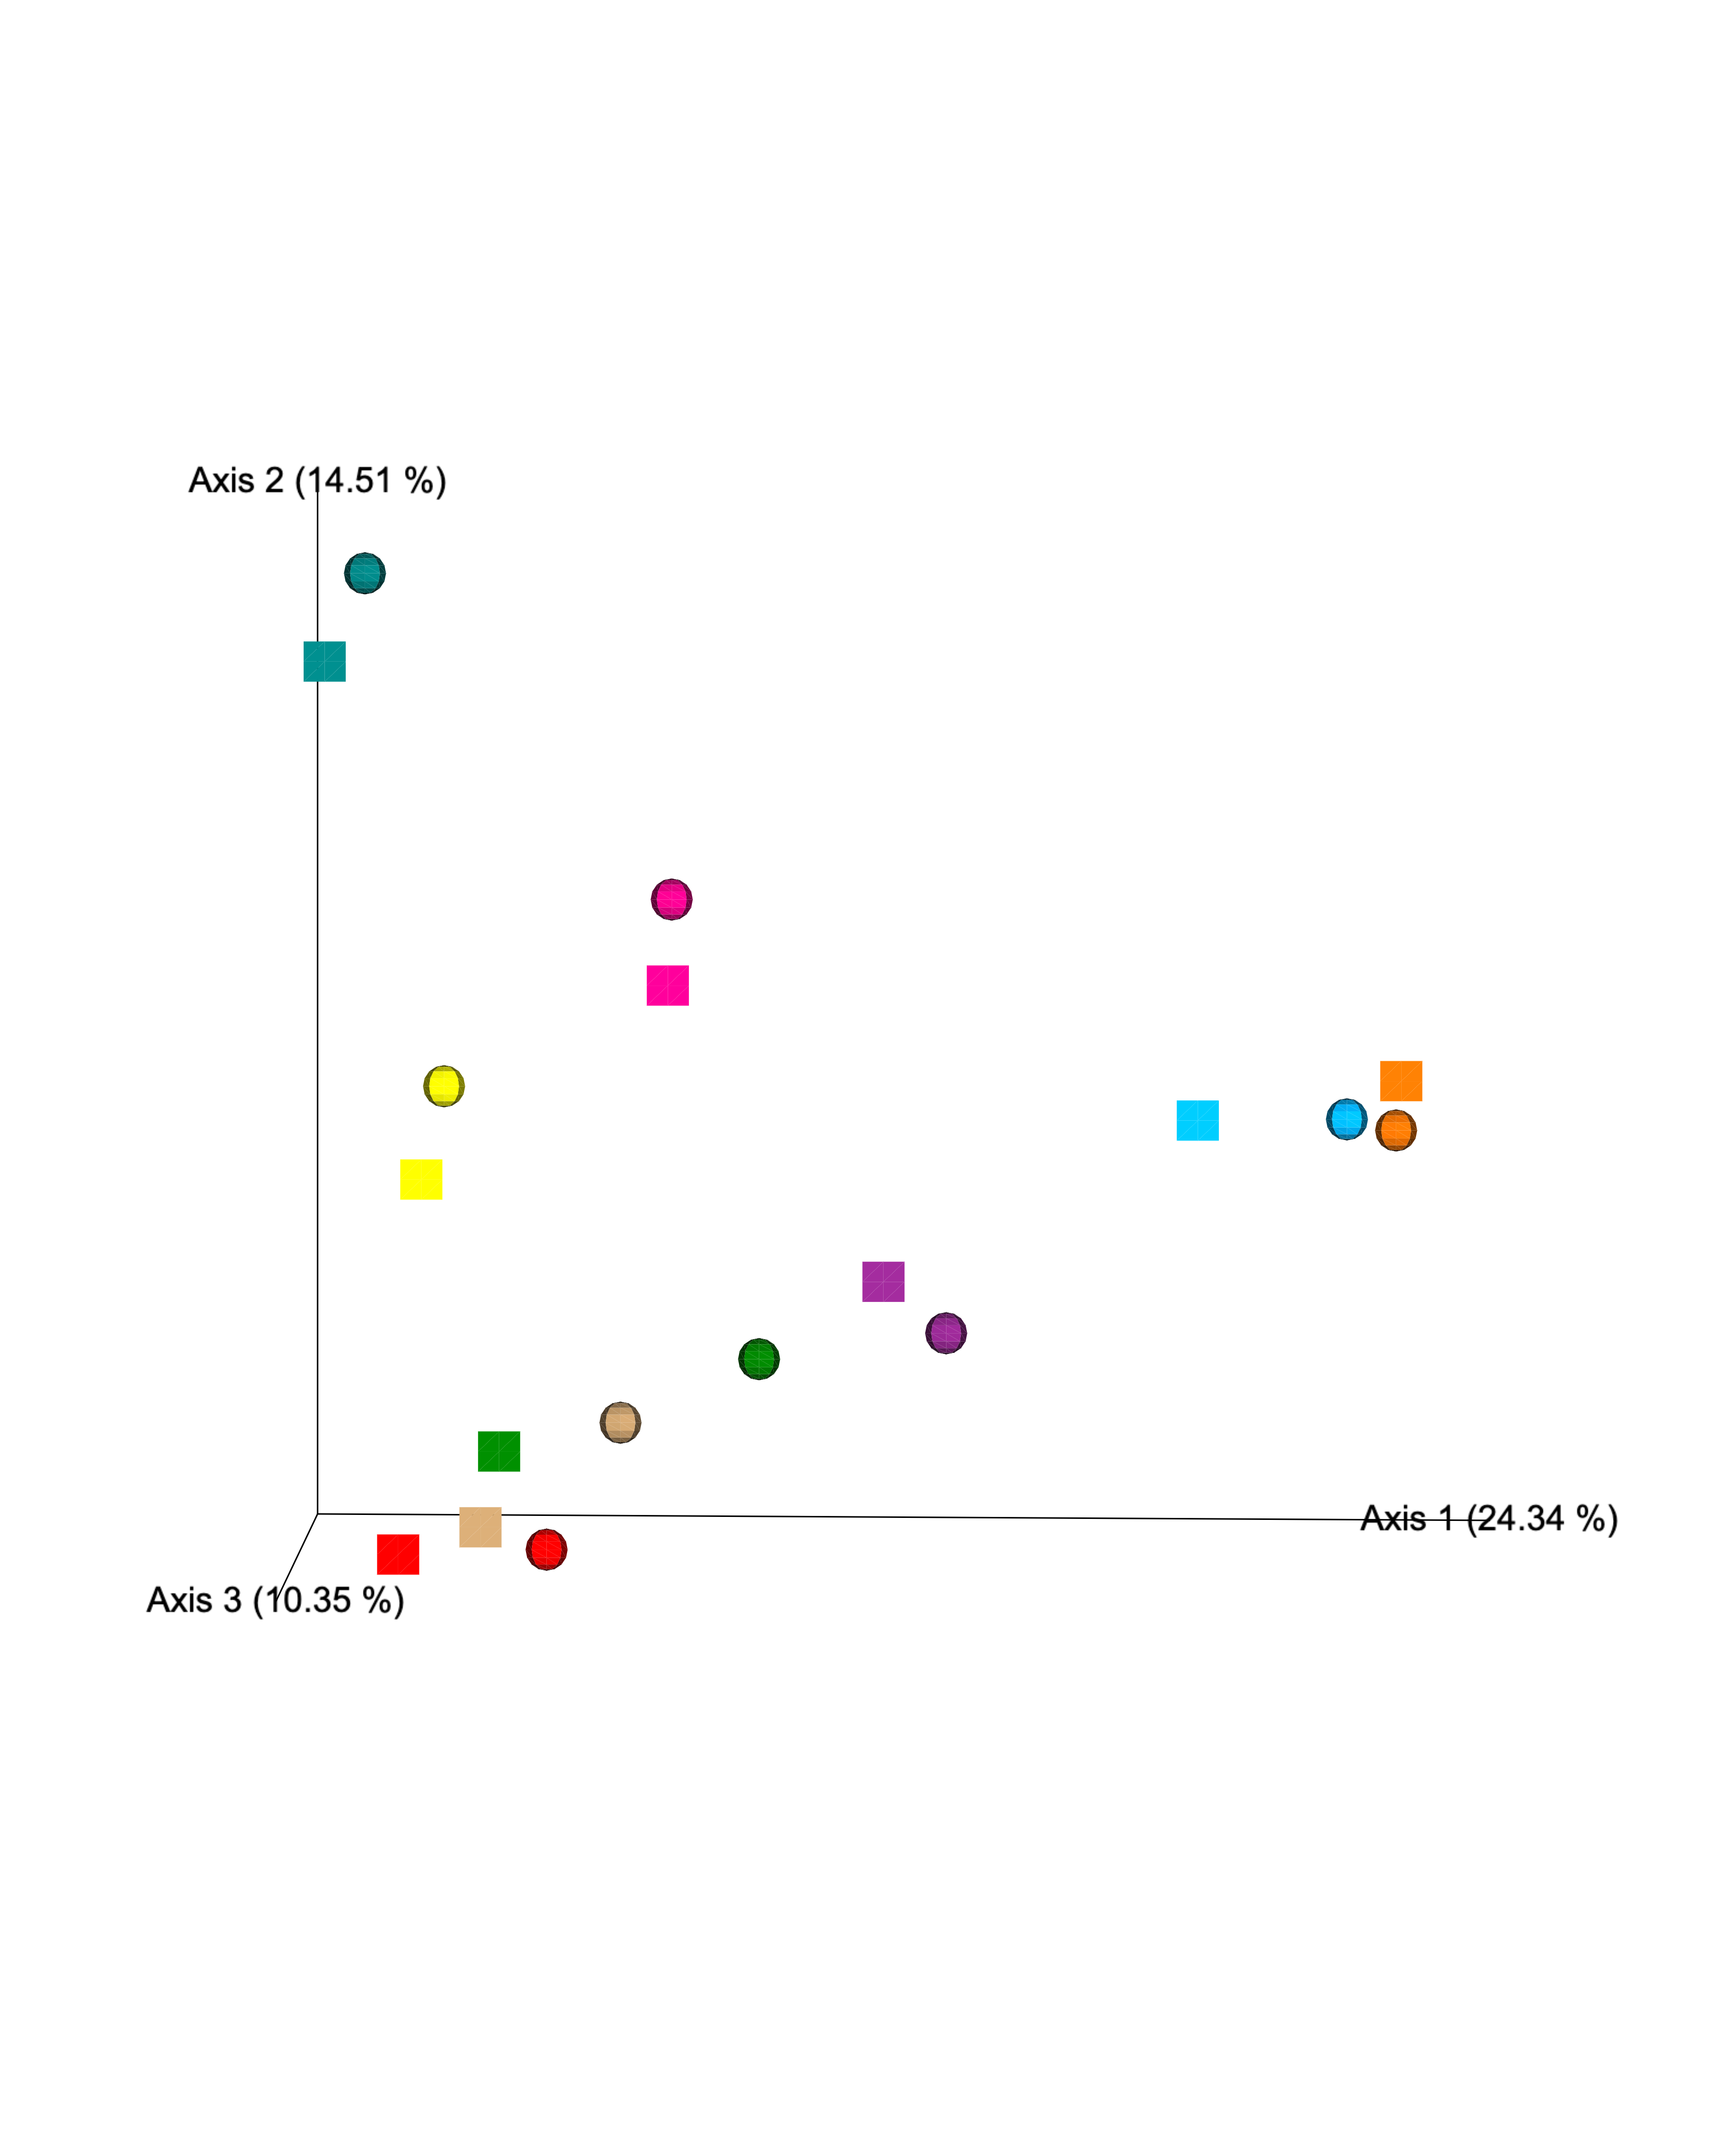 Axis 2 (14.51 %)
Axis 1 (24.34 %)
Axis 3 (10.35 %)